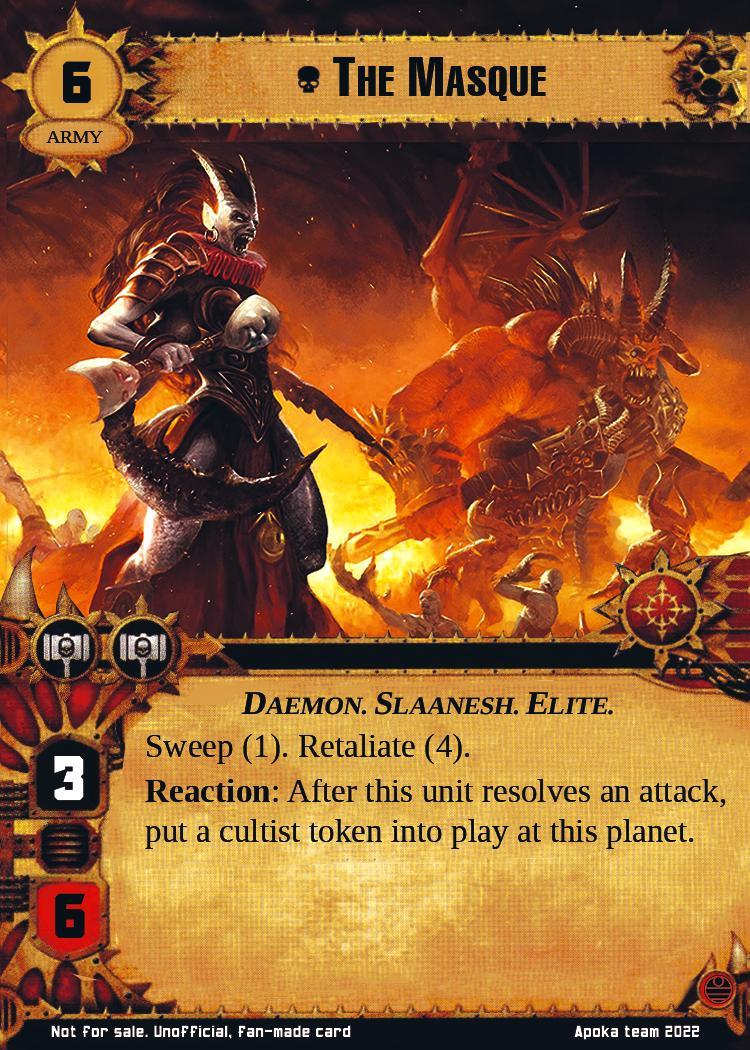 6
ARMY
THE MASQUE
DAEMON. SLAANESH. ELITE.
Sweep (1). Retaliate (4).
Reaction: After this unit resolves an attack,
put a cultist token into play at this planet.
3
6
Not for sale. Unofficial, fan-made card
Apoka team 2022